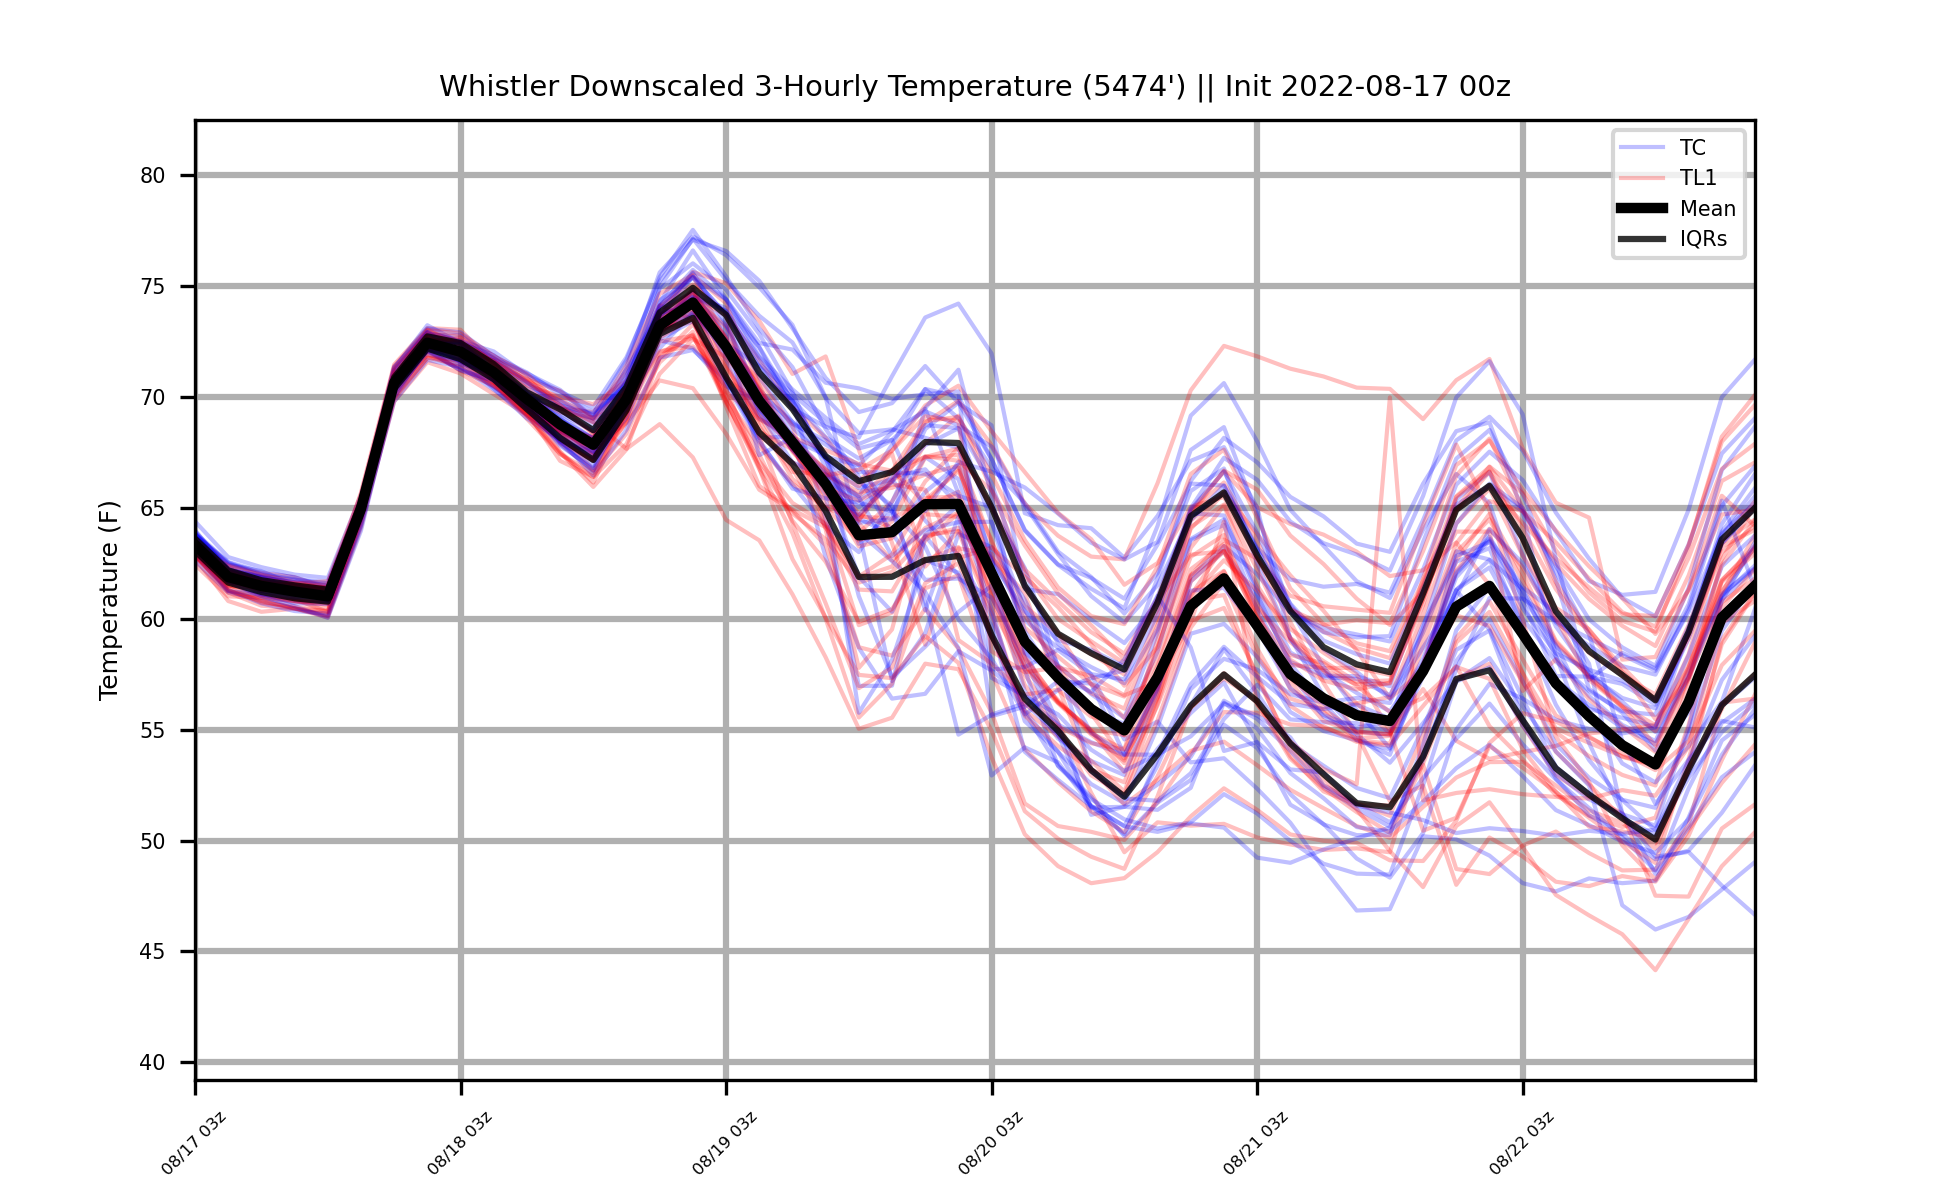 Whistler Downscaled 3-Hourly Temperature (5474') || Init 2022-08-17 00z
TC
TL1
Mean
IQRs
Temperature (F)
80
75
70
65
60
55
50
45
40
08/17 03z
08/18 03z
08/19 03z
08/20 03z
08/21 03z
08/22 03z